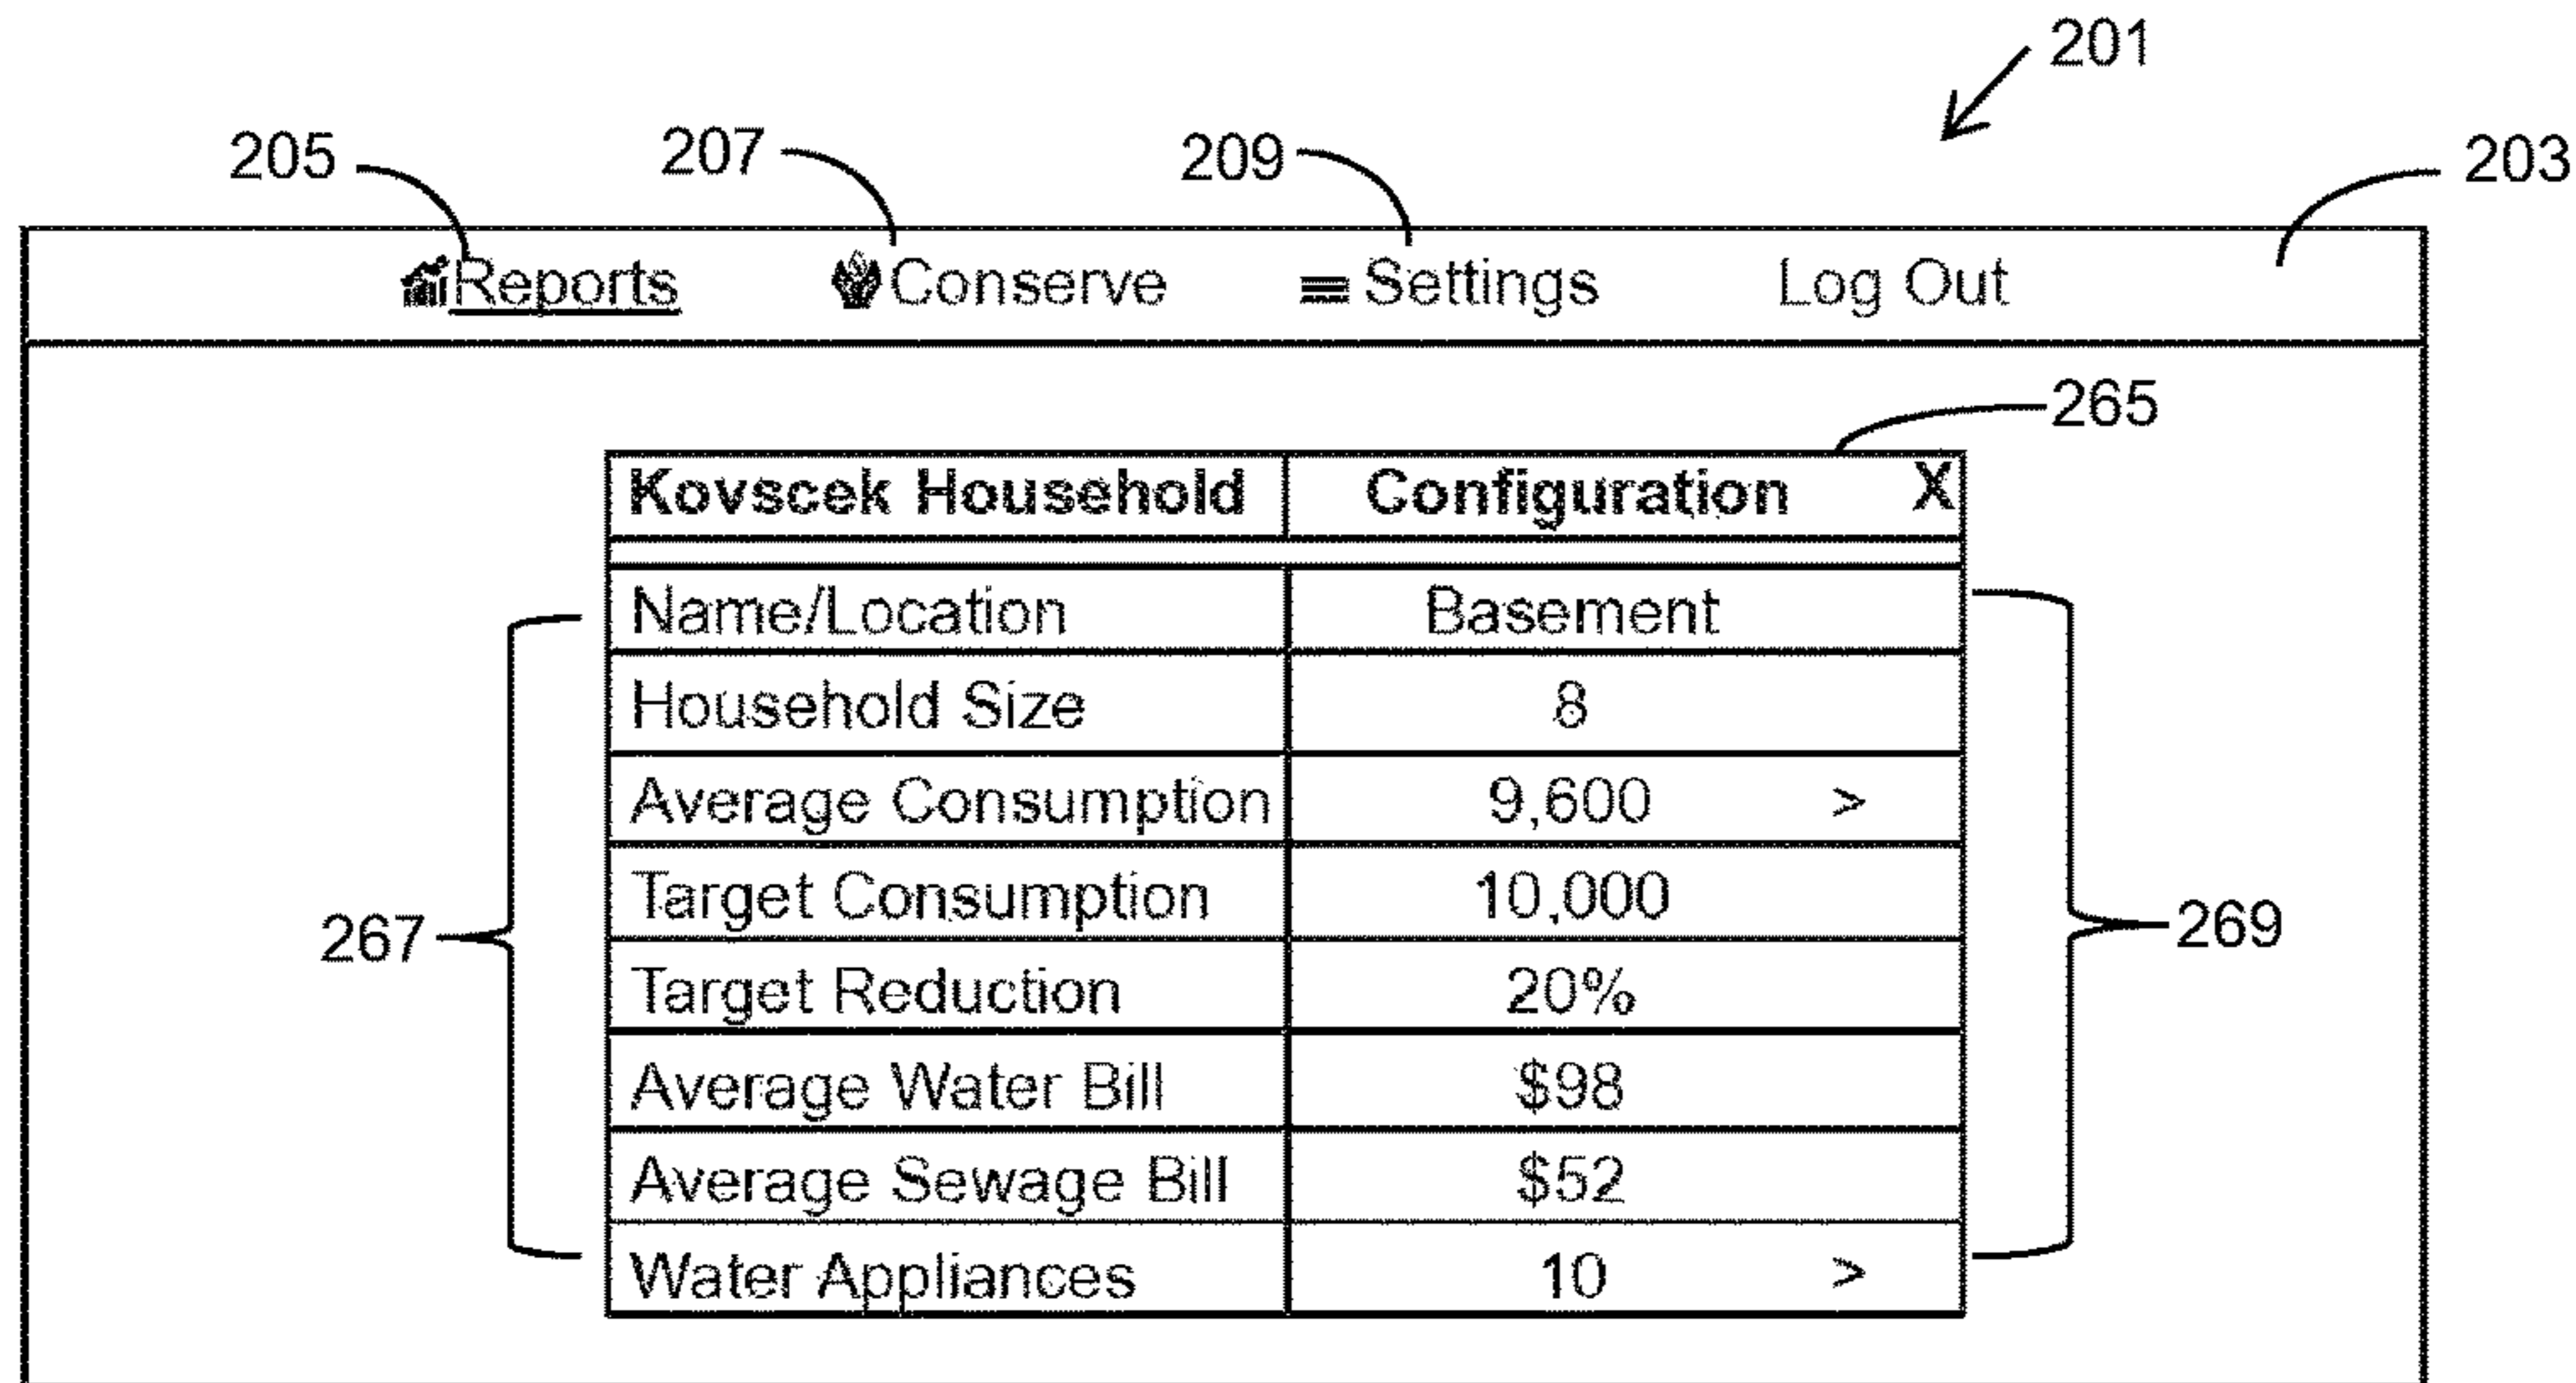 201
205 207 209 203
Reports Conserve Settings Log Out
265
Kovscek Household Configuration X
Name/Location Basement
Household Size 8
Average Consumption 9,600 >
Target Consumption 10,000
267 269
Target Reduction 20%
Average Water Bill $98
Average Sewage Bill $52
Water Appliances 10 >